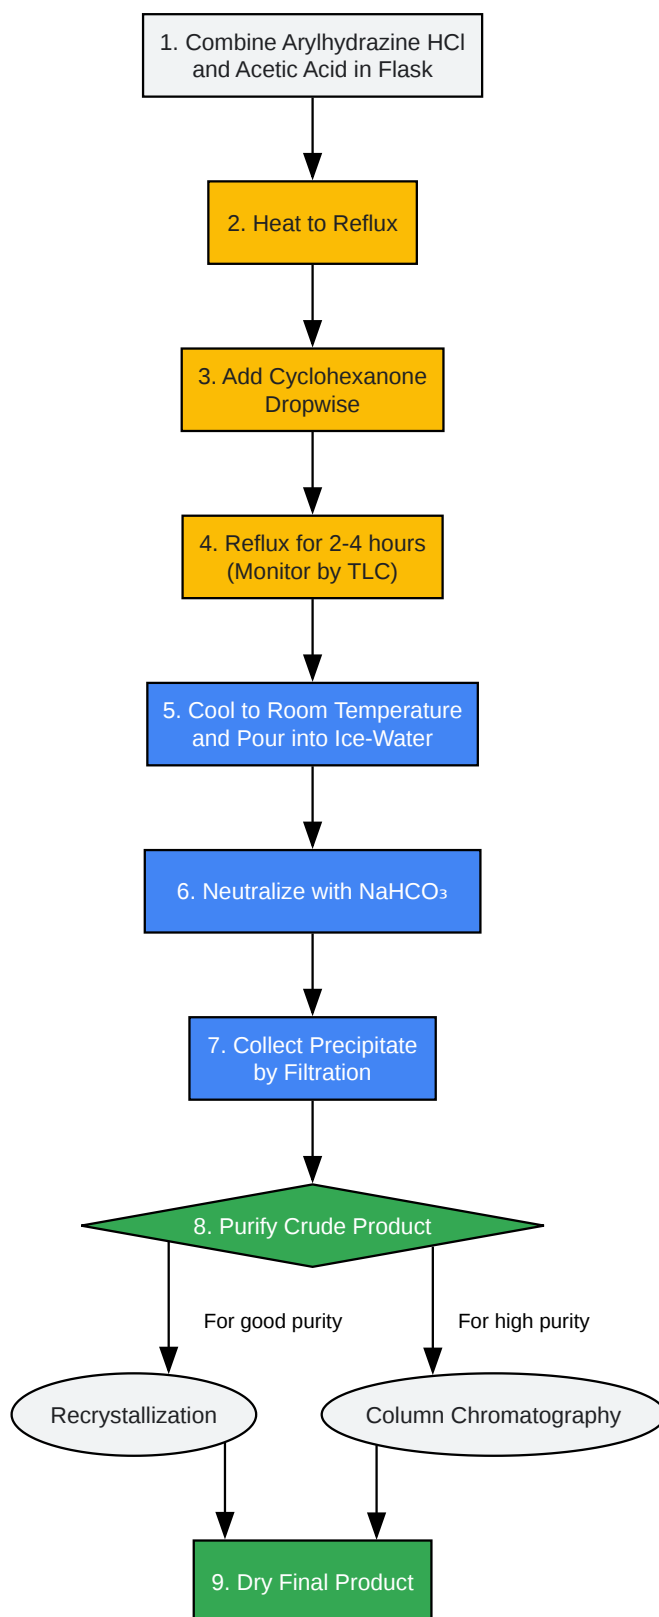 1. Combine Arylhydrazine HCl
and Acetic Acid in Flask
2. Heat to Reflux
3. Add Cyclohexanone
Dropwise
4. Reflux for 2-4 hours
(Monitor by TLC)
5. Cool to Room Temperature
and Pour into Ice-Water
6. Neutralize with NaHCO₃
7. Collect Precipitate
by Filtration
8. Purify Crude Product
For good purity
For high purity
Recrystallization
Column Chromatography
9. Dry Final Product